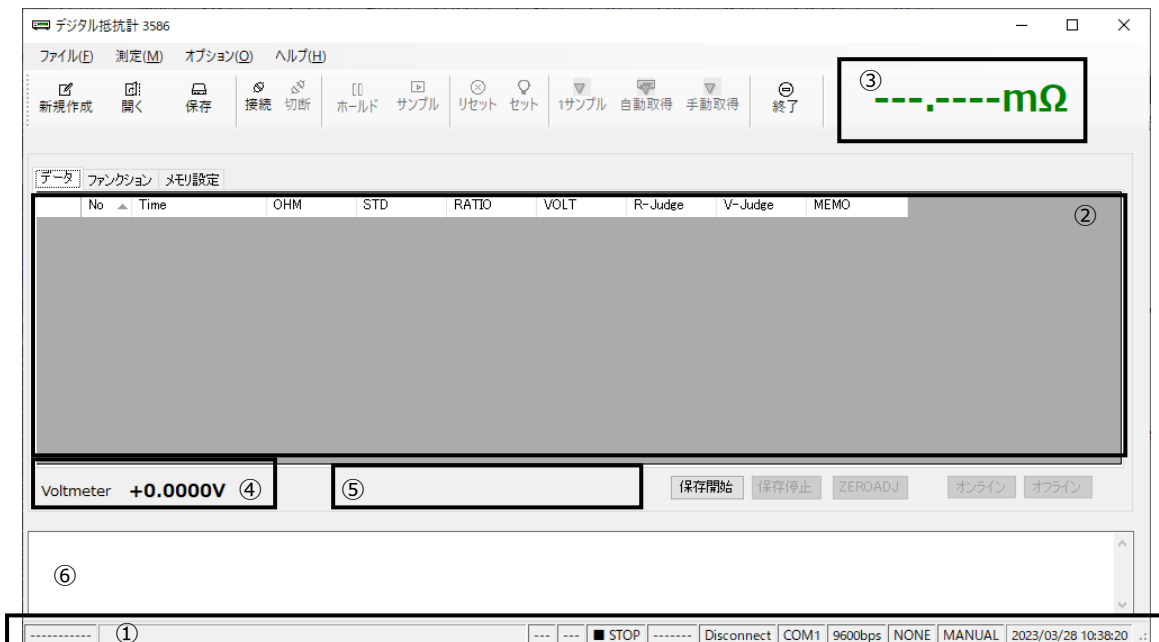 デジタル抵抗計 3586
ファイル(F) 測定(M) オプション(O) ヘルプ(H)
新規作成 開く 保存 接続 切断 ホールド サンプル リセット セット 1サンプル 自動取得 手動取得 終了
③
---.----mΩ
データ ファンクション メモリ設定
No Time OHM STD RATIO VOLT R-Judge V-Judge MEMO
②
Voltmeter +0.0000V ④ ⑤ 保存開始 保存停止 ZEROADJ オンライン オフライン
⑥
----------- ① --- --- ■ STOP ------- Disconnect COM1 9600bps NONE MANUAL 2023/03/28 10:38:20